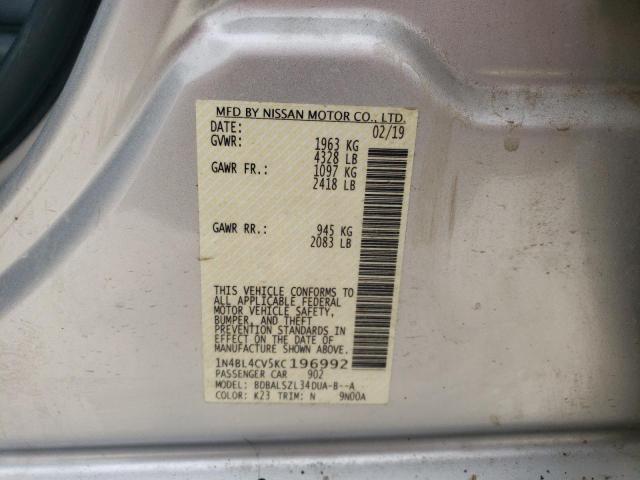 MFD BY NISSAN MOTOR CO., LTD.
DATE: 02/19
GVWR: 1963 KG
4328 LB
GAWR FR.: 1097 KG
2418 LB
GAWR RR.: 945 KG
2083 LB
THIS VEHICLE CONFORMS TO
ALL APPLICABLE FEDERAL
MOTOR VEHICLE SAFETY,
BUMPER, AND THEFT
PREVENTION STANDARDS IN
EFFECT ON THE DATE OF
MANUFACTURE SHOWN ABOVE.
1N4BL4CV5KC196992
PASSENGER CAR 902
MODEL: BDBALSZL34DUA-B--A
COLOR: K23 TRIM: N 9N00A